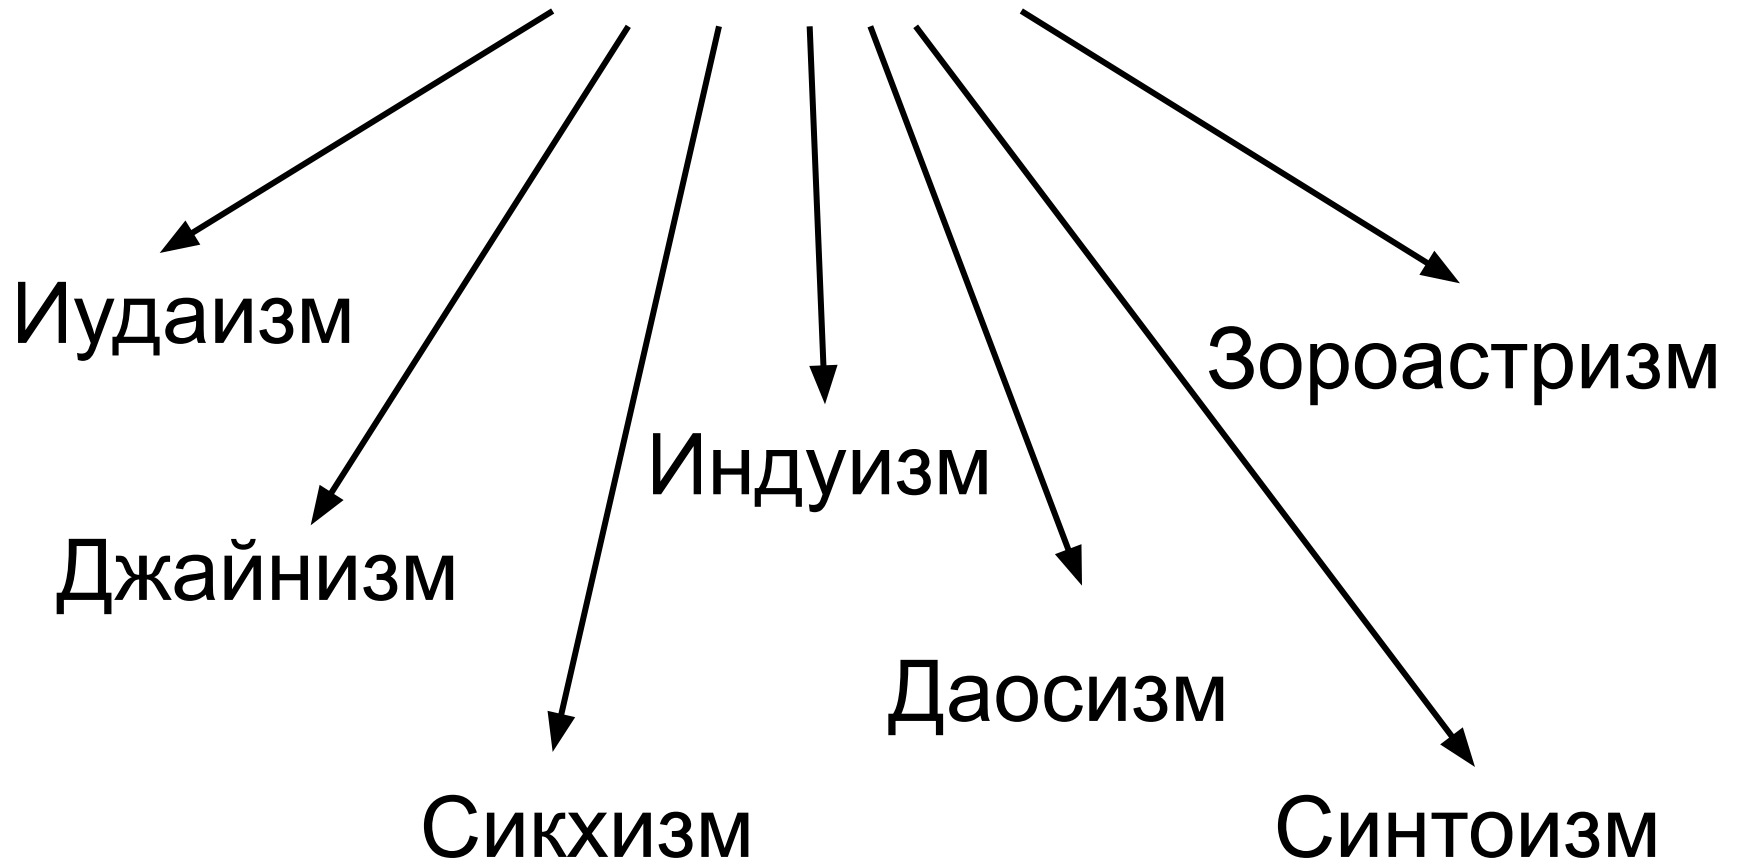 Иудаизм
Зороастризм
Индуизм
Джайнизм
Даосизм
Сикхизм
Синтоизм